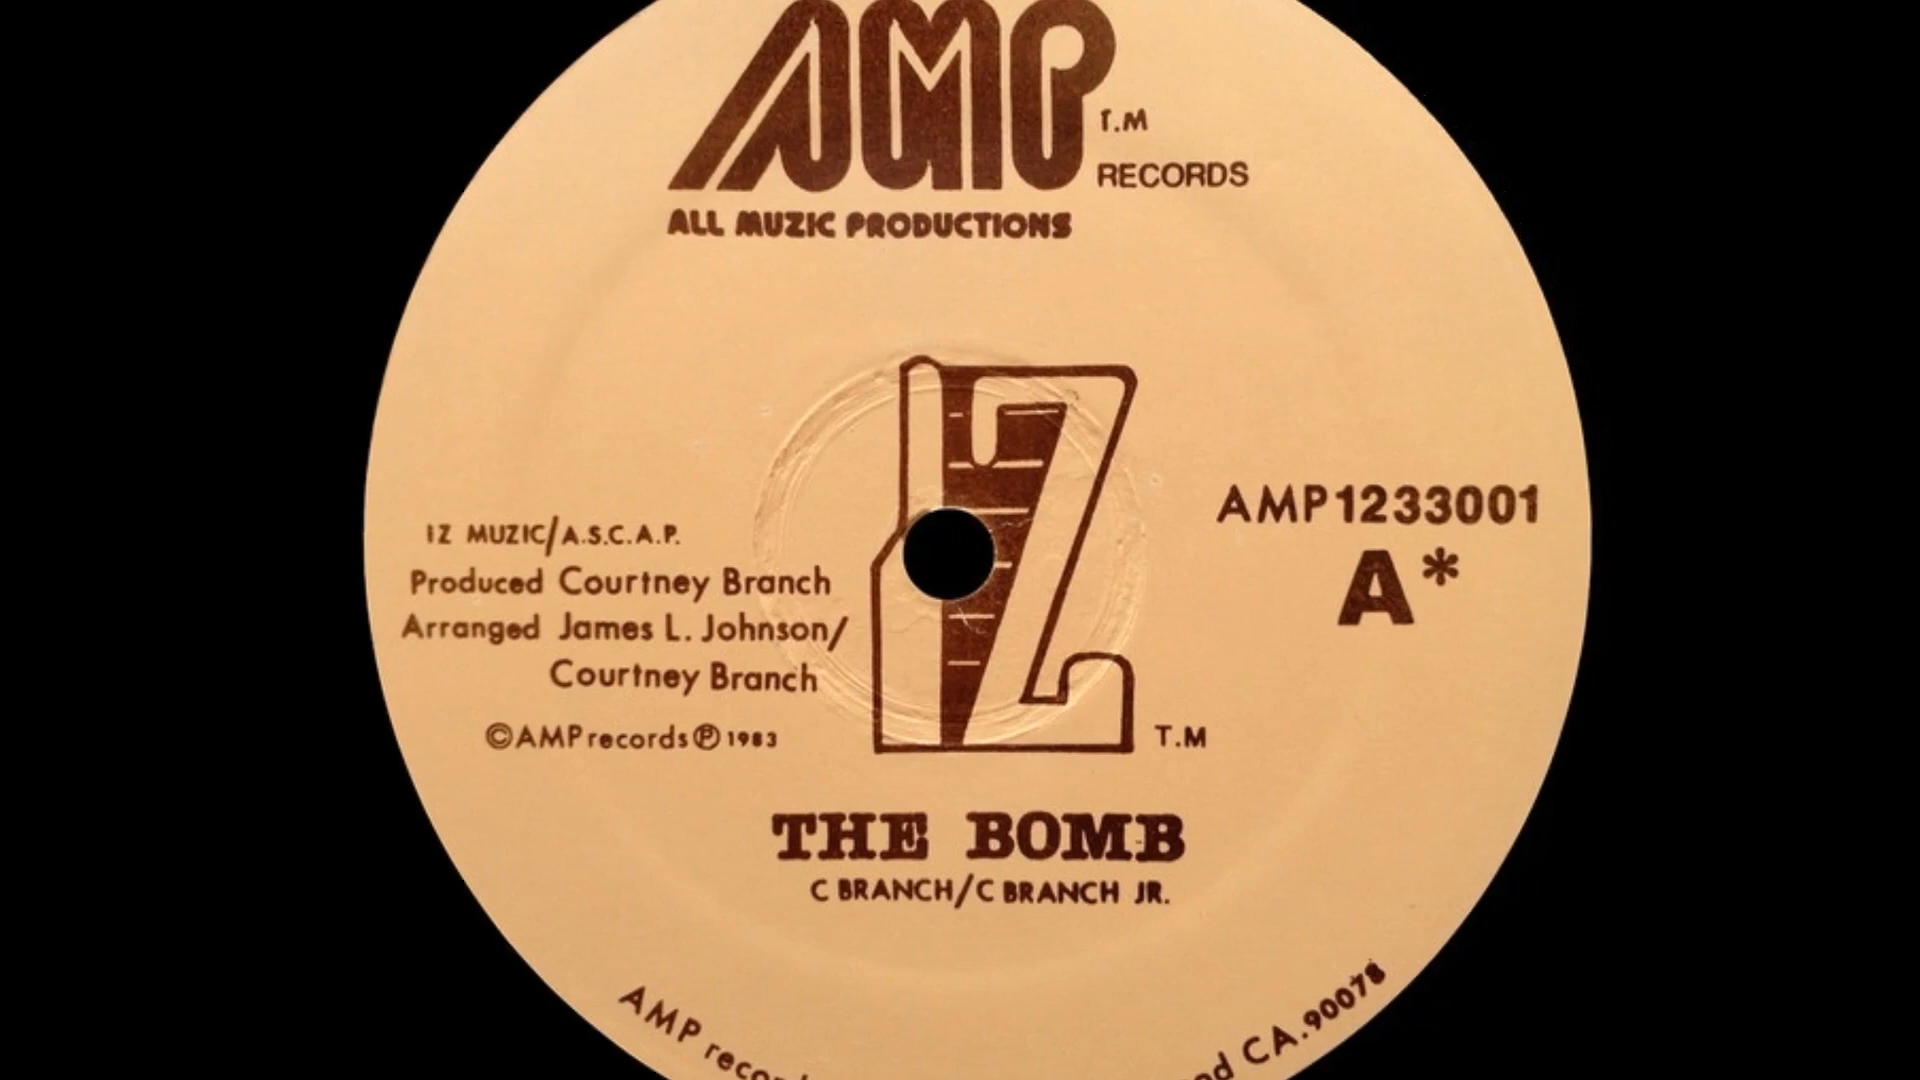 AMP T.M
RECORDS
ALL MUZIC PRODUCTIONS
IZ
AMP1233001
A*
IZ MUZIC/A.S.C.A.P.
Produced Courtney Branch
Arranged James L. Johnson/
Courtney Branch
©AMPrecords℗1983
T.M
THE BOMB
C BRANCH/C BRANCH JR.
AMP CA.90078